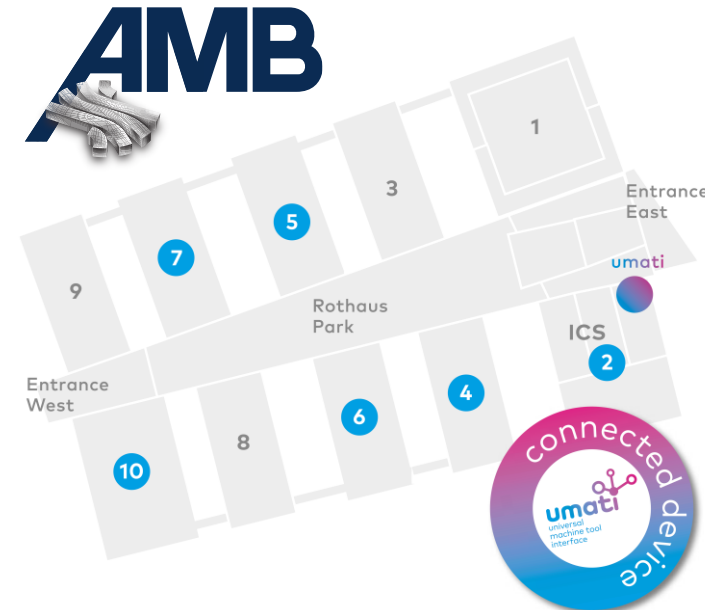 AMB
1
Entrance
East
3
5
umati
7
9
Rothaus
Park
ICS
2
Entrance
West
4
6
8
10
connected device
umati
universal
machine tool
interface